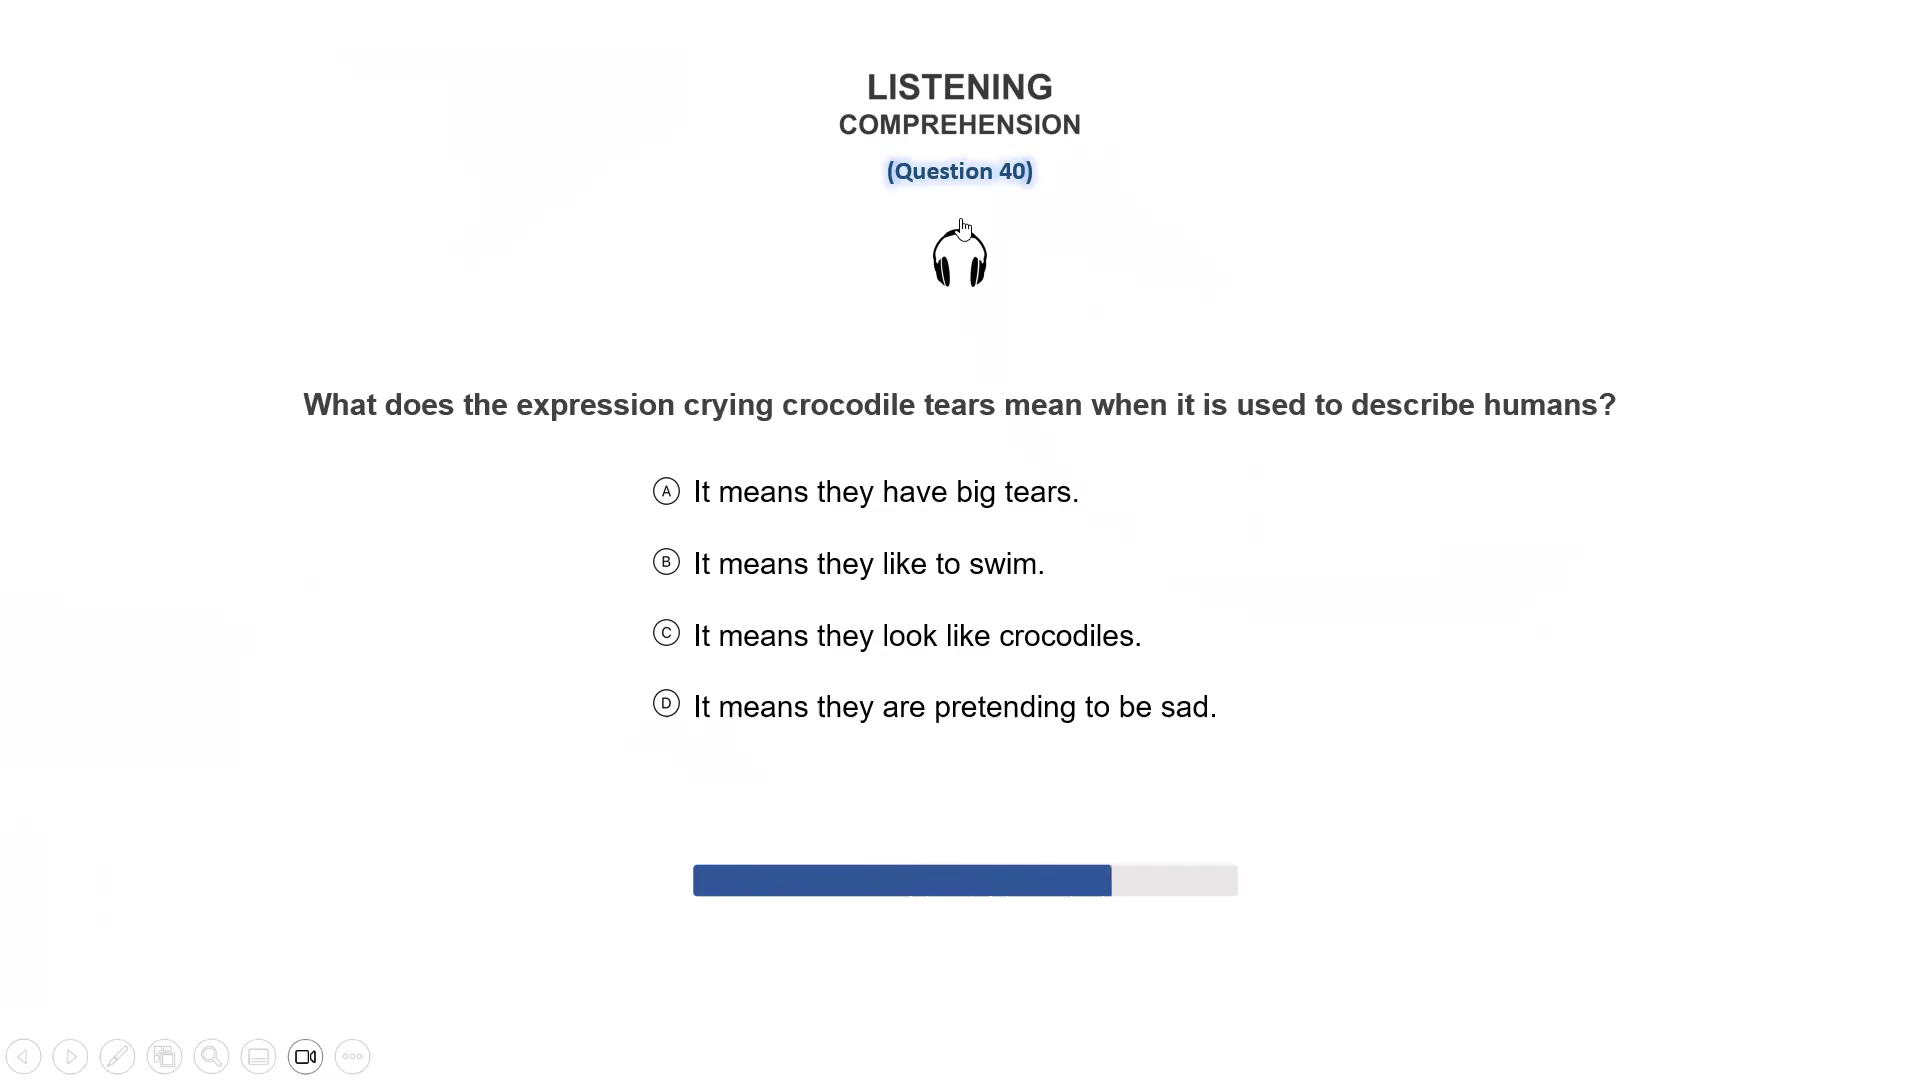 LISTENING
COMPREHENSION
(Question 40)
What does the expression crying crocodile tears mean when it is used to describe humans?
A It means they have big tears.
B It means they like to swim.
C It means they look like crocodiles.
D It means they are pretending to be sad.